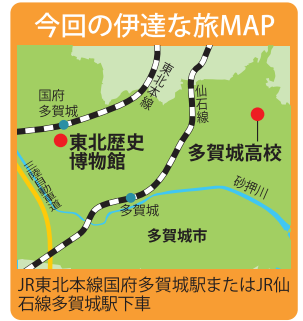 今回の伊達な旅MAP
東北本線
仙石線
国府
多賀城
東北歴史
博物館
多賀城高校
三陸自動車道
砂押川
多賀城
多賀城市
JR東北本線国府多賀城駅またはJR仙
石線多賀城駅下車